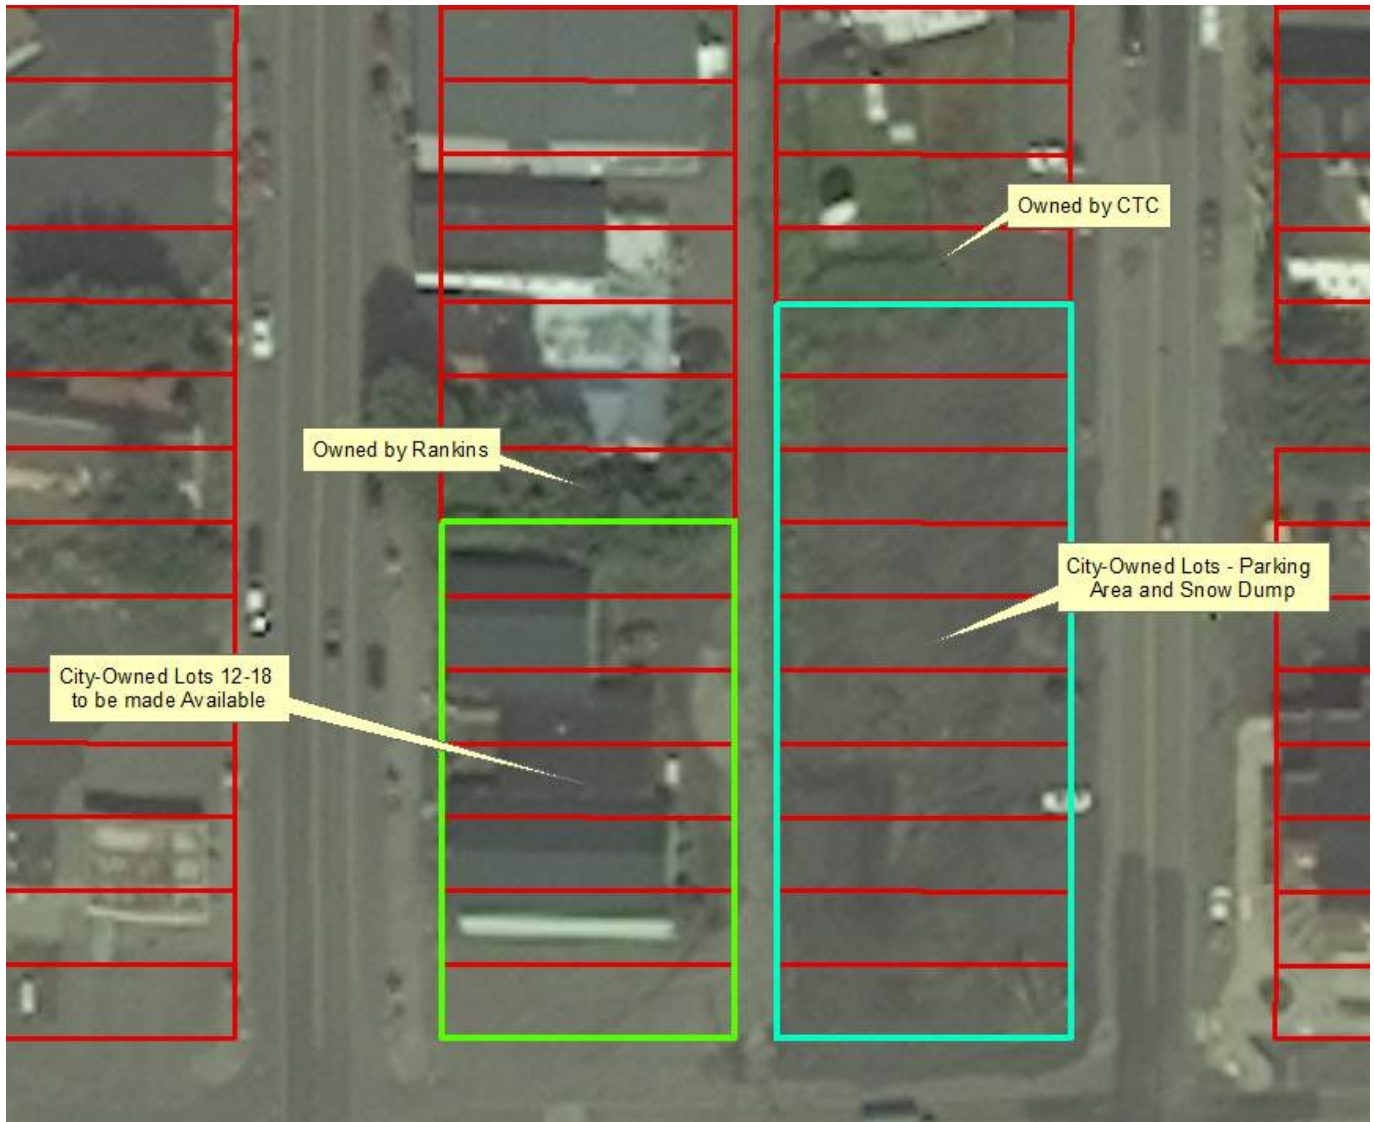 Owned by CTC
Owned by Rankins
City-Owned Lots - Parking
Area and Snow Dump
City-Owned Lots 12-18
to be made Available